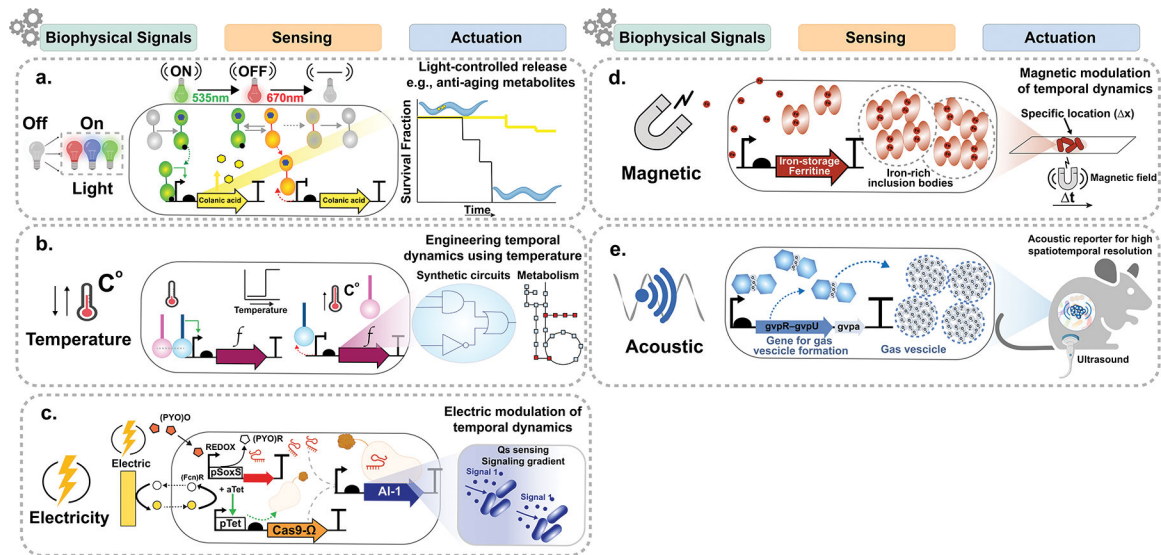 Biophysical Signals
Sensing
Actuation
a.
(ON)
(OFF)
535nm
670nm
Off
On
Light
Colanic acid
Colanic acid
Light-controlled release
e.g., anti-aging metabolites
Survival Fraction
Time
b.
C°
Temperature
Temperature
C°
f
f
Engineering temporal
dynamics using temperature
Synthetic circuits
Metabolism
c.
Electricity
(PYO)O
Electric
(Fcn)R
REDOX
(PYO)R
pSoxS
+ aTet
pTet
Cas9-Ω
AI-1
Electric modulation of
temporal dynamics
Qs sensing
Signaling gradient
Signal 1
Signal 1
Biophysical Signals
Sensing
Actuation
d.
Magnetic
Fe
Iron-storage
Ferritine
Iron-rich
inclusion bodies
Magnetic modulation
of temporal dynamics
Specific location (Δx)
Magnetic field
Δt
e.
Acoustic
gvpR–gvpU
gvpa
Gene for gas
vesicle formation
Gas vesicle
Acoustic reporter for high
spatiotemporal resolution
Ultrasound